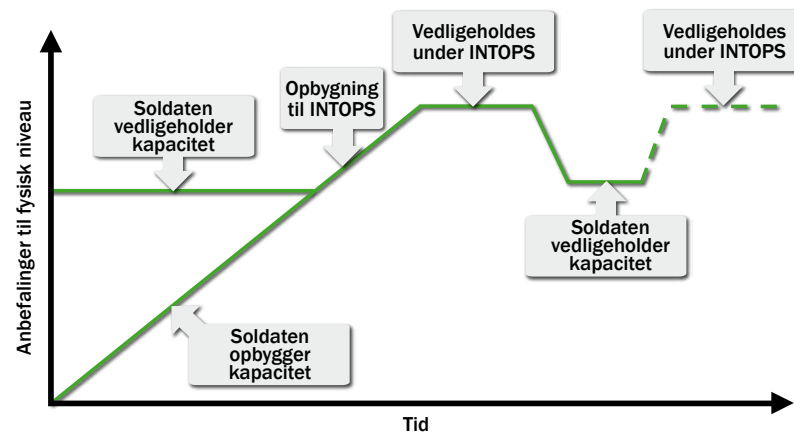 Vedligeholdes
under INTOPS
Vedligeholdes
under INTOPS
Opbygning
til INTOPS
Soldaten
vedligeholder
kapacitet
Soldaten
vedligeholder
kapacitet
Soldaten
opbygger
kapacitet
Anbefalinger til fysisk niveau
Tid